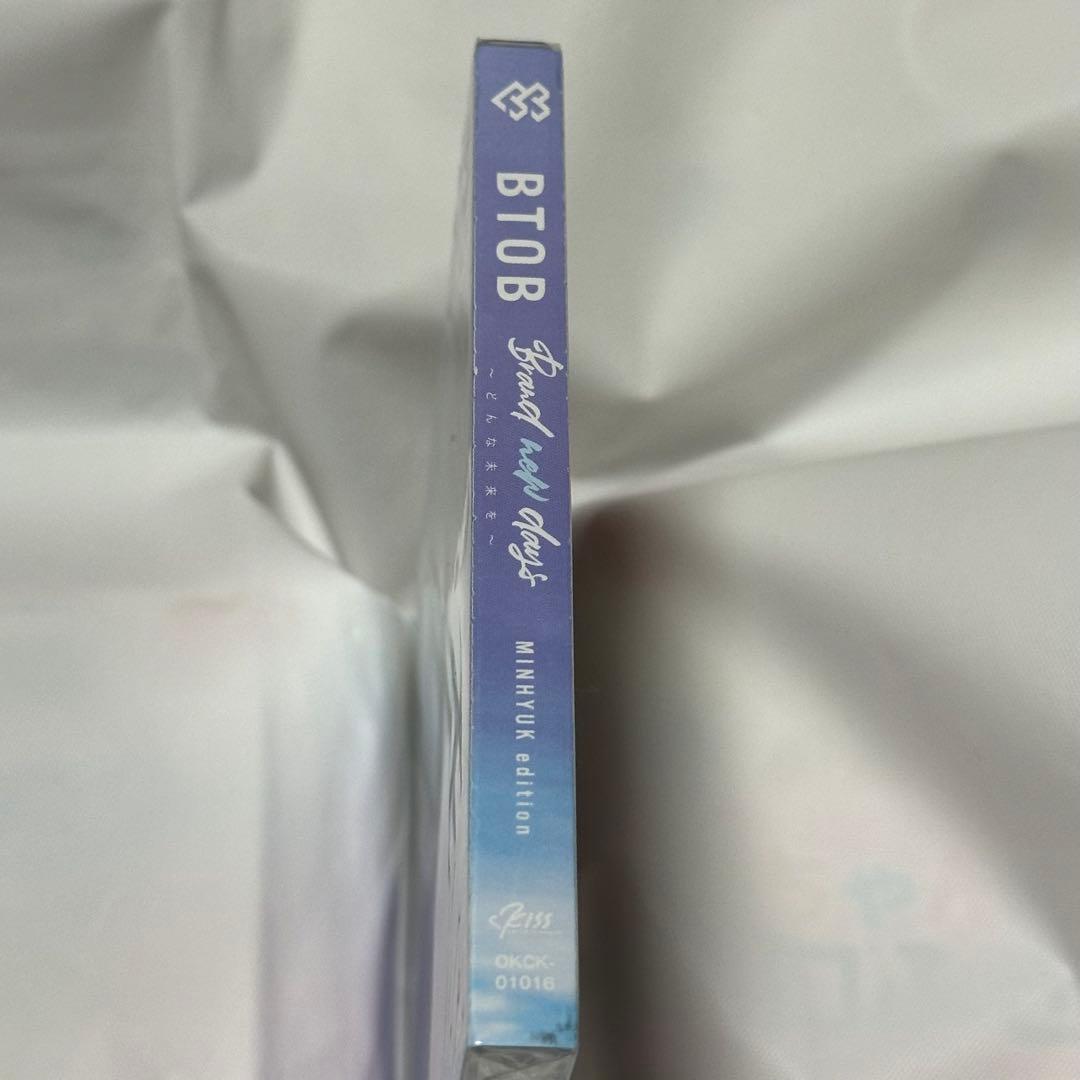 BTOB
Brand new days
～どんな未来を～
MINHYUK edition
Kiss
OKCK-
01016